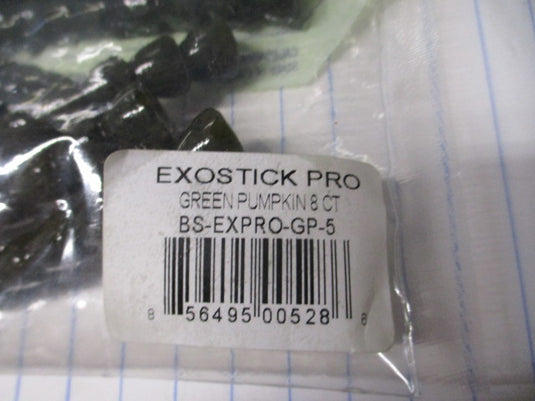 EXOSTICK PRO
GREEN PUMPKIN 8 CT
BS-EXPRO-GP-5
8 56495 00528 8